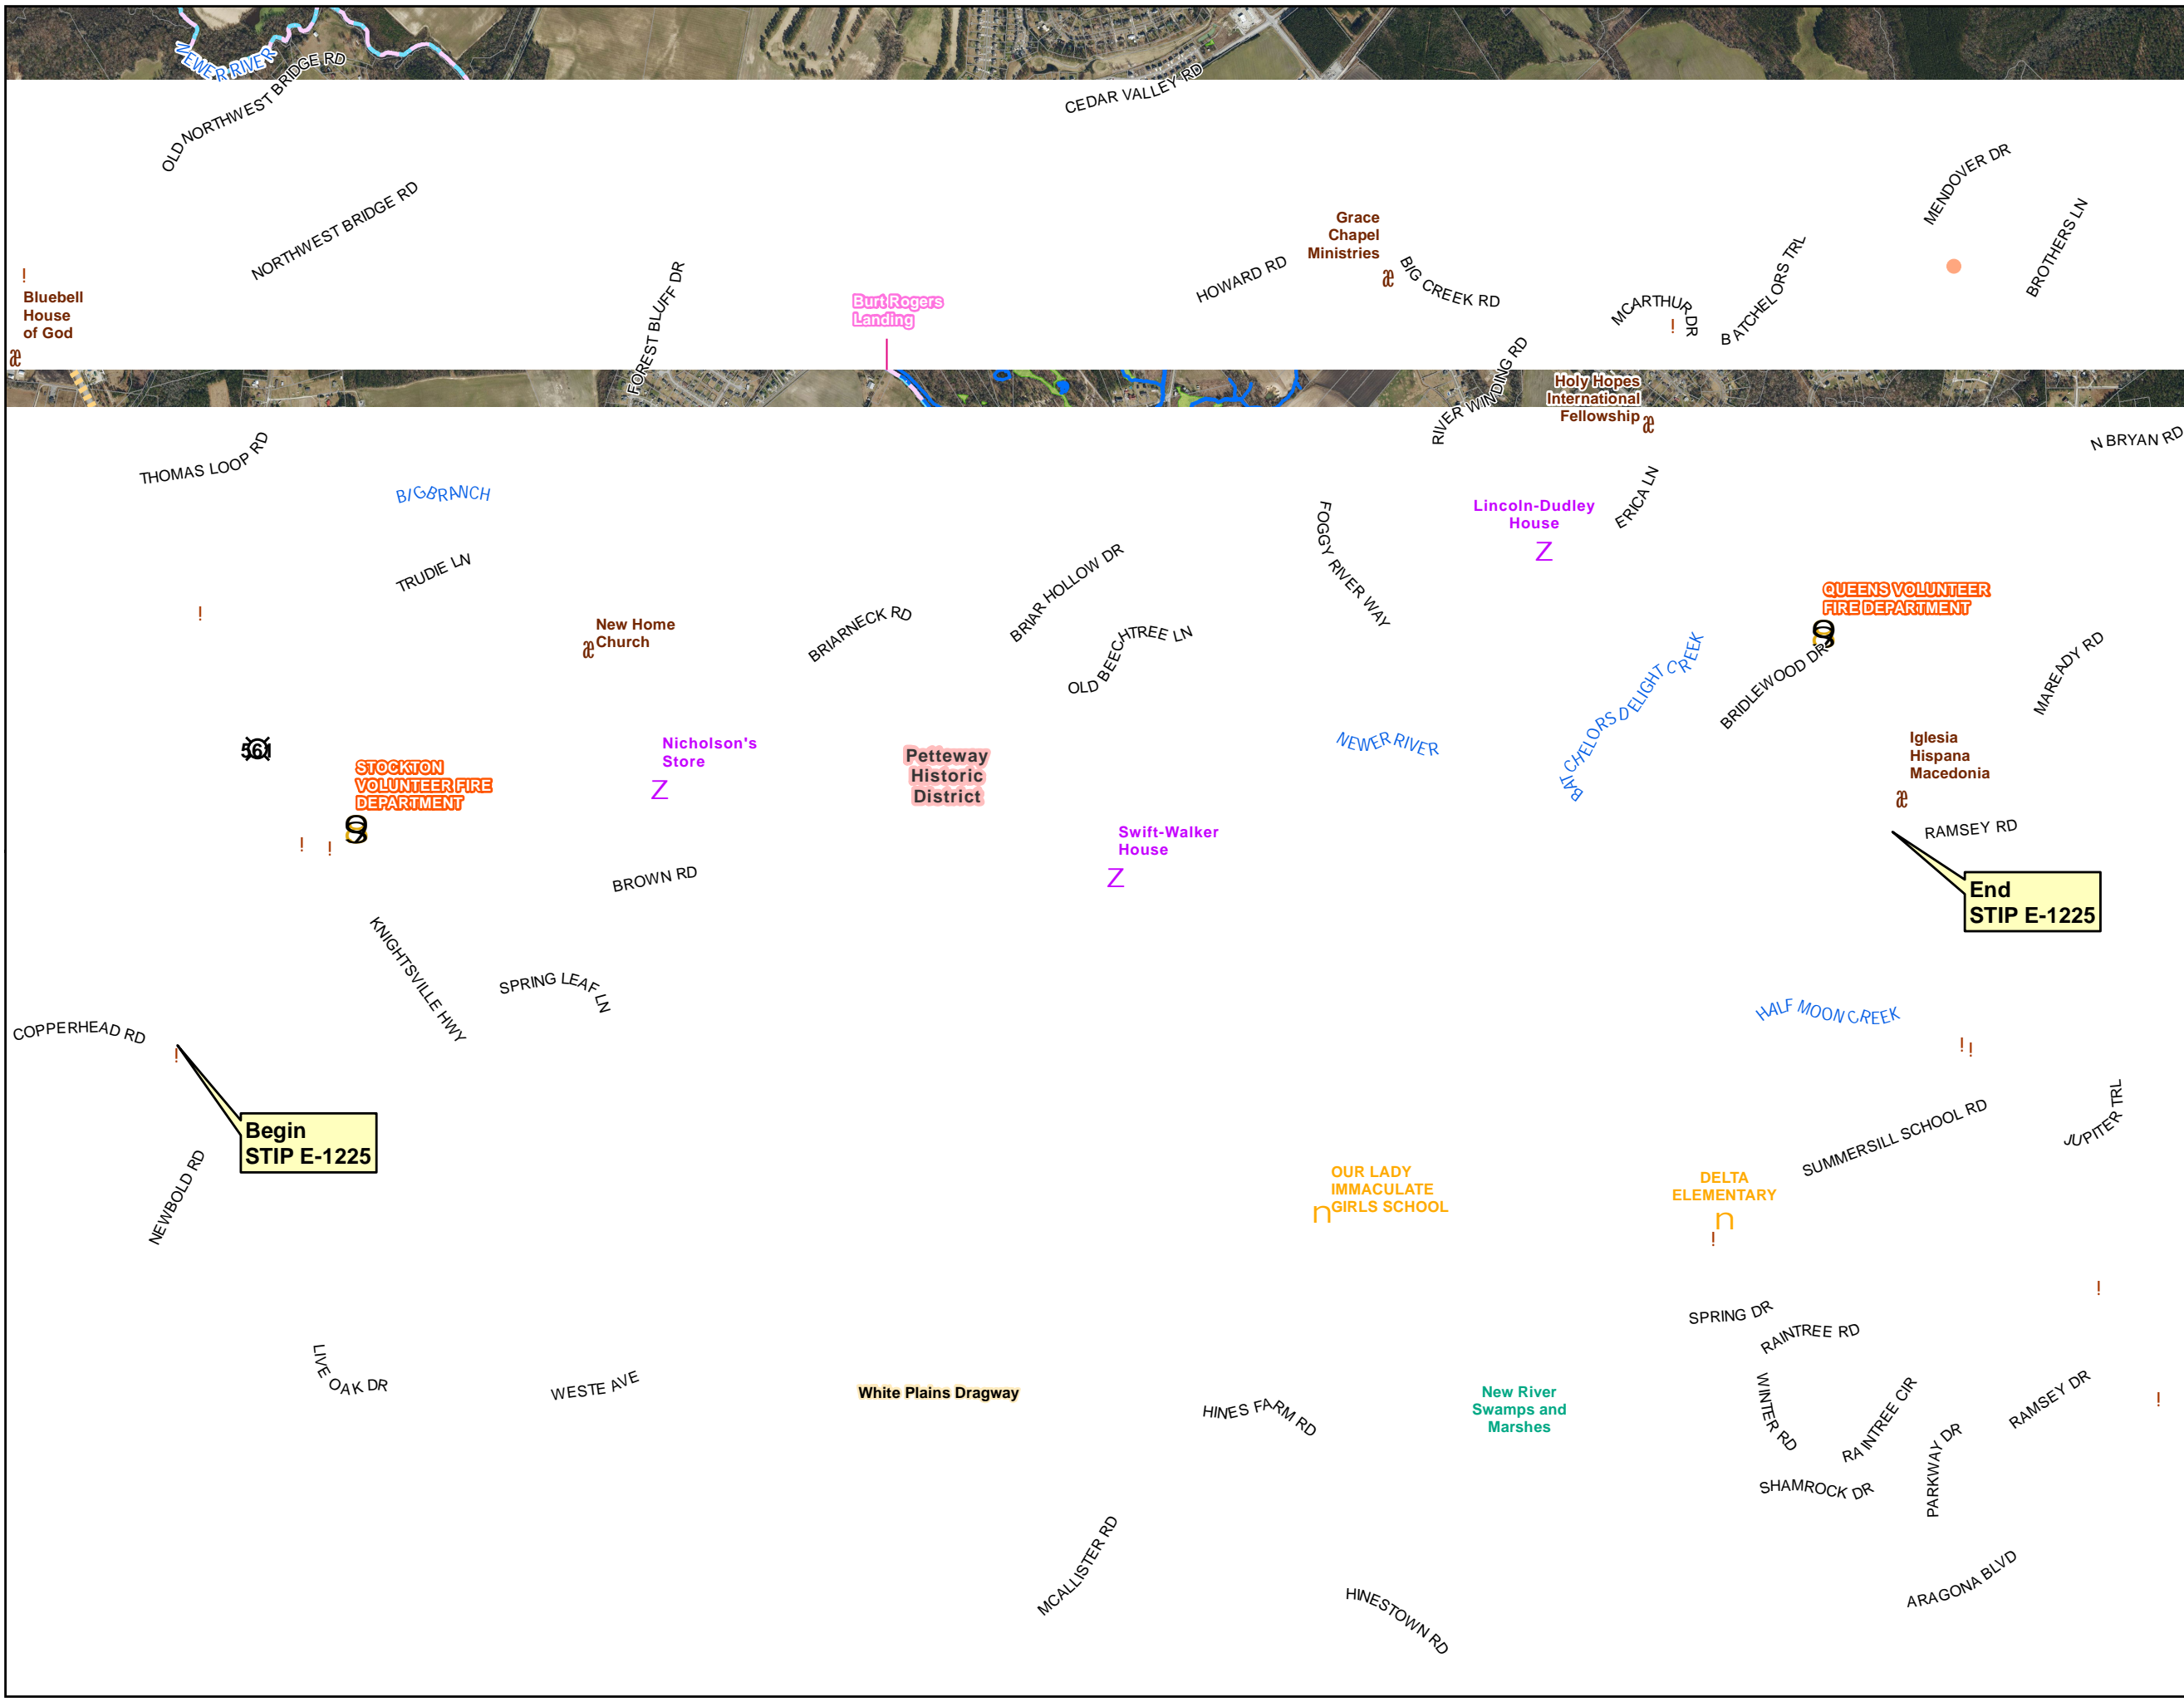 NEWER RIVER
OLD NORTHWEST BRIDGE RD
CEDAR VALLEY RD
NORTHWEST BRIDGE RD
MENDOVER DR
BROTHERS LN
Grace
Chapel
Ministries
æ
HOWARD RD
BIG CREEK RD
MCARTHUR DR
!
BATCHELORS TRL
!
Bluebell
House
of God
æ
FOREST BLUFF DR
Burt Rogers
Landing
RIVER WINDING RD
Holy Hopes
International
Fellowship
æ
N BRYAN RD
THOMAS LOOP RD
BIG BRANCH
TRUDIE LN
!
FOGGY RIVER WAY
Lincoln-Dudley
House
Z
ERICA LN
New Home
Church
æ
BRIARNECK RD
BRIAR HOLLOW DR
OLD BEECHTREE LN
QUEENS VOLUNTEER
FIRE DEPARTMENT
BRIDLEWOOD DR
MAREADY RD
BATCHELORS DELIGHT CREEK
NEWER RIVER
STOCKTON
VOLUNTEER FIRE
DEPARTMENT
! !
Nicholson's
Store
Z
Petteway
Historic
District
Swift-Walker
House
Z
Iglesia
Hispana
Macedonia
æ
RAMSEY RD
End
STIP E-1225
BROWN RD
KNIGHTSVILLE HWY
SPRING LEAF LN
COPPERHEAD RD
!
HALF MOON CREEK
! !
Begin
STIP E-1225
NEWBOLD RD
SUMMERSILL SCHOOL RD
JUPITER TRL
OUR LADY
IMMACULATE
GIRLS SCHOOL
n
DELTA
ELEMENTARY
n
!
!
SPRING DR
RAINTREE RD
LIVE OAK DR
WESTE AVE
White Plains Dragway
HINES FARM RD
New River
Swamps and
Marshes
WINTER RD
RAINTREE CIR
RAMSEY DR
!
PARKWAY DR
SHAMROCK DR
MCALLISTER RD
HINESTOWN RD
ARAGONA BLVD